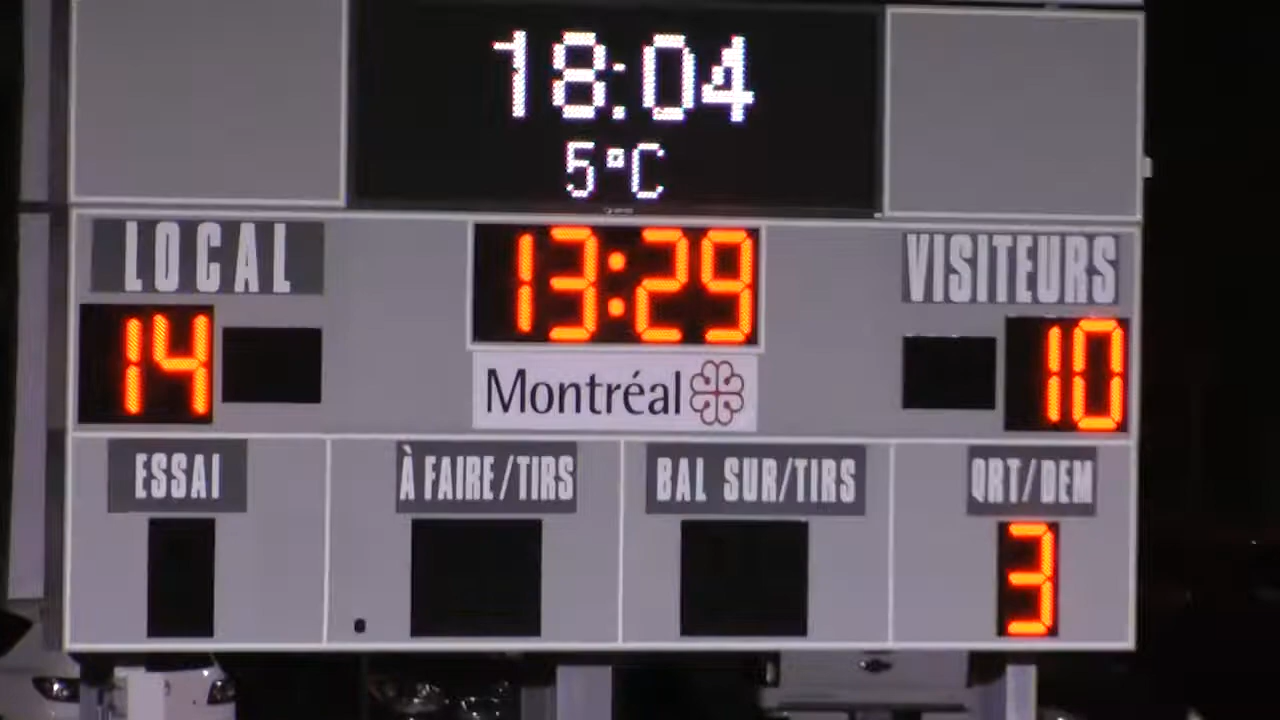 18:04
5°C
LOCAL
13:29
VISITEURS
14
10
Montréal
ESSAI
À FAIRE/TIRS
BAL SUR/TIRS
QRT/DEM
3